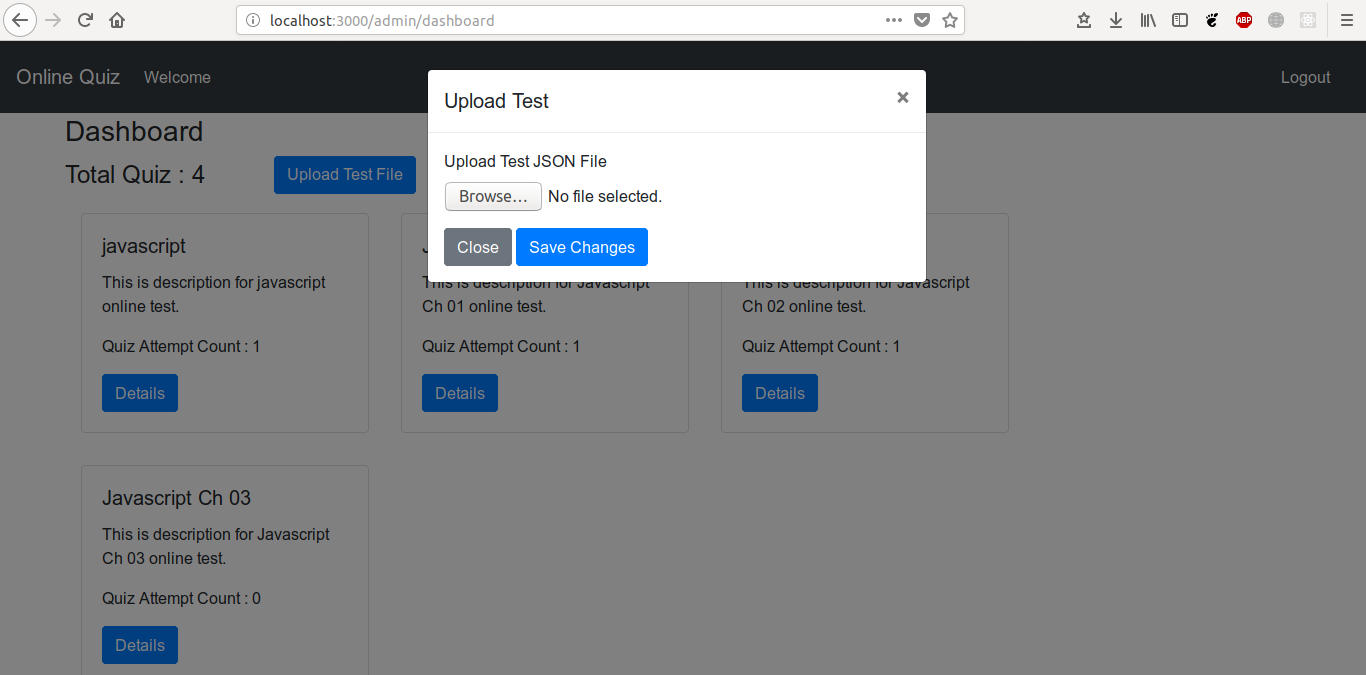 localhost:3000/admin/dashboard
ABP
Online Quiz
Welcome
Logout
Upload Test
×
Upload Test JSON File
Browse...
No file selected.
Close
Save Changes
Dashboard
Total Quiz : 4
Upload Test File
javascript
This is description for javascript
online test.
Quiz Attempt Count : 1
Details
This is description for Javascript
Ch 01 online test.
Quiz Attempt Count : 1
Details
This is description for Javascript
Ch 02 online test.
Quiz Attempt Count : 1
Details
Javascript Ch 03
This is description for Javascript
Ch 03 online test.
Quiz Attempt Count : 0
Details